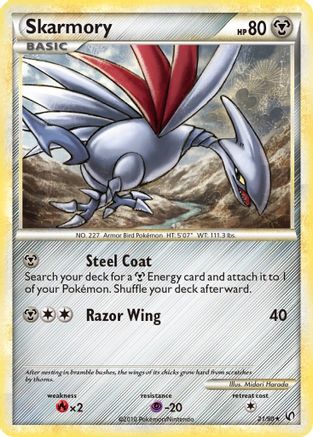 Skarmory HP 80
BASIC
NO. 227 Armor Bird Pokémon HT: 5'07" WT: 111.3 lbs.
Steel Coat
Search your deck for a Energy card and attach it to 1
of your Pokémon. Shuffle your deck afterward.
Razor Wing 40
After nesting in bramble bushes, the wings of its chicks grow hard from scratches
by thorns.
Illus. Midori Harada
weakness resistance retreat cost
×2 -20
©2010 Pokémon/Nintendo 21/90★